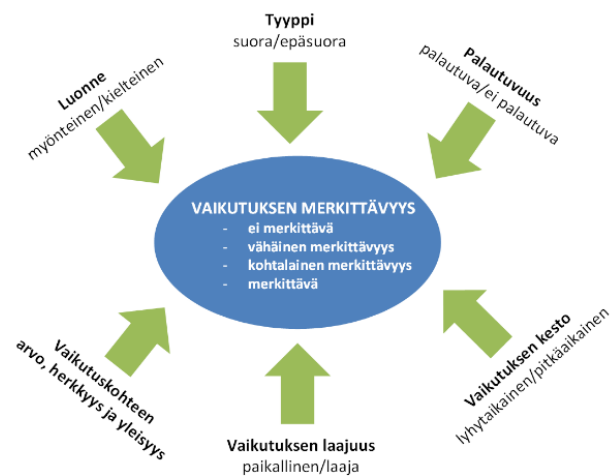 Tyyppi
suora/epäsuora
Luonne
myönteinen/kielteinen
Palautuvuus
palautuva/ei palautuva
VAIKUTUKSEN MERKITTÄVYYS
- ei merkittävä
- vähäinen merkittävyys
- kohtalainen merkittävyys
- merkittävä
Vaikutuskohteen
arvo, herkkyys ja yleisyys
Vaikutuksen laajuus
paikallinen/laaja
Vaikutuksen kesto
lyhytaikainen/pitkäaikainen